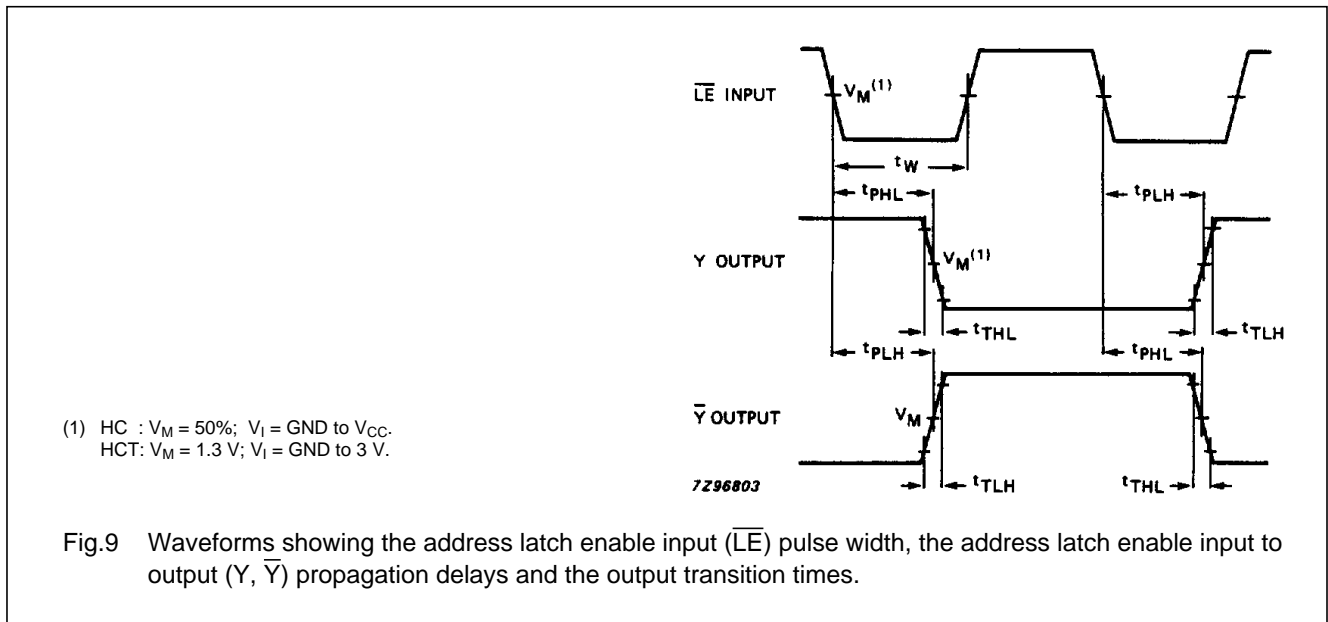 L̅E̅ INPUT
V_M^(1)
t_W
t_PHL
t_PLH
Y OUTPUT
V_M^(1)
t_THL
t_TLH
t_PLH
t_PHL
Y̅ OUTPUT
V_M
t_TLH
t_THL
7Z96803
(1) HC : V_M = 50%; V_I = GND to V_CC.
HCT: V_M = 1.3 V; V_I = GND to 3 V.
Fig.9 Waveforms showing the address latch enable input (L̅E̅) pulse width, the address latch enable input to
output (Y, Y̅) propagation delays and the output transition times.